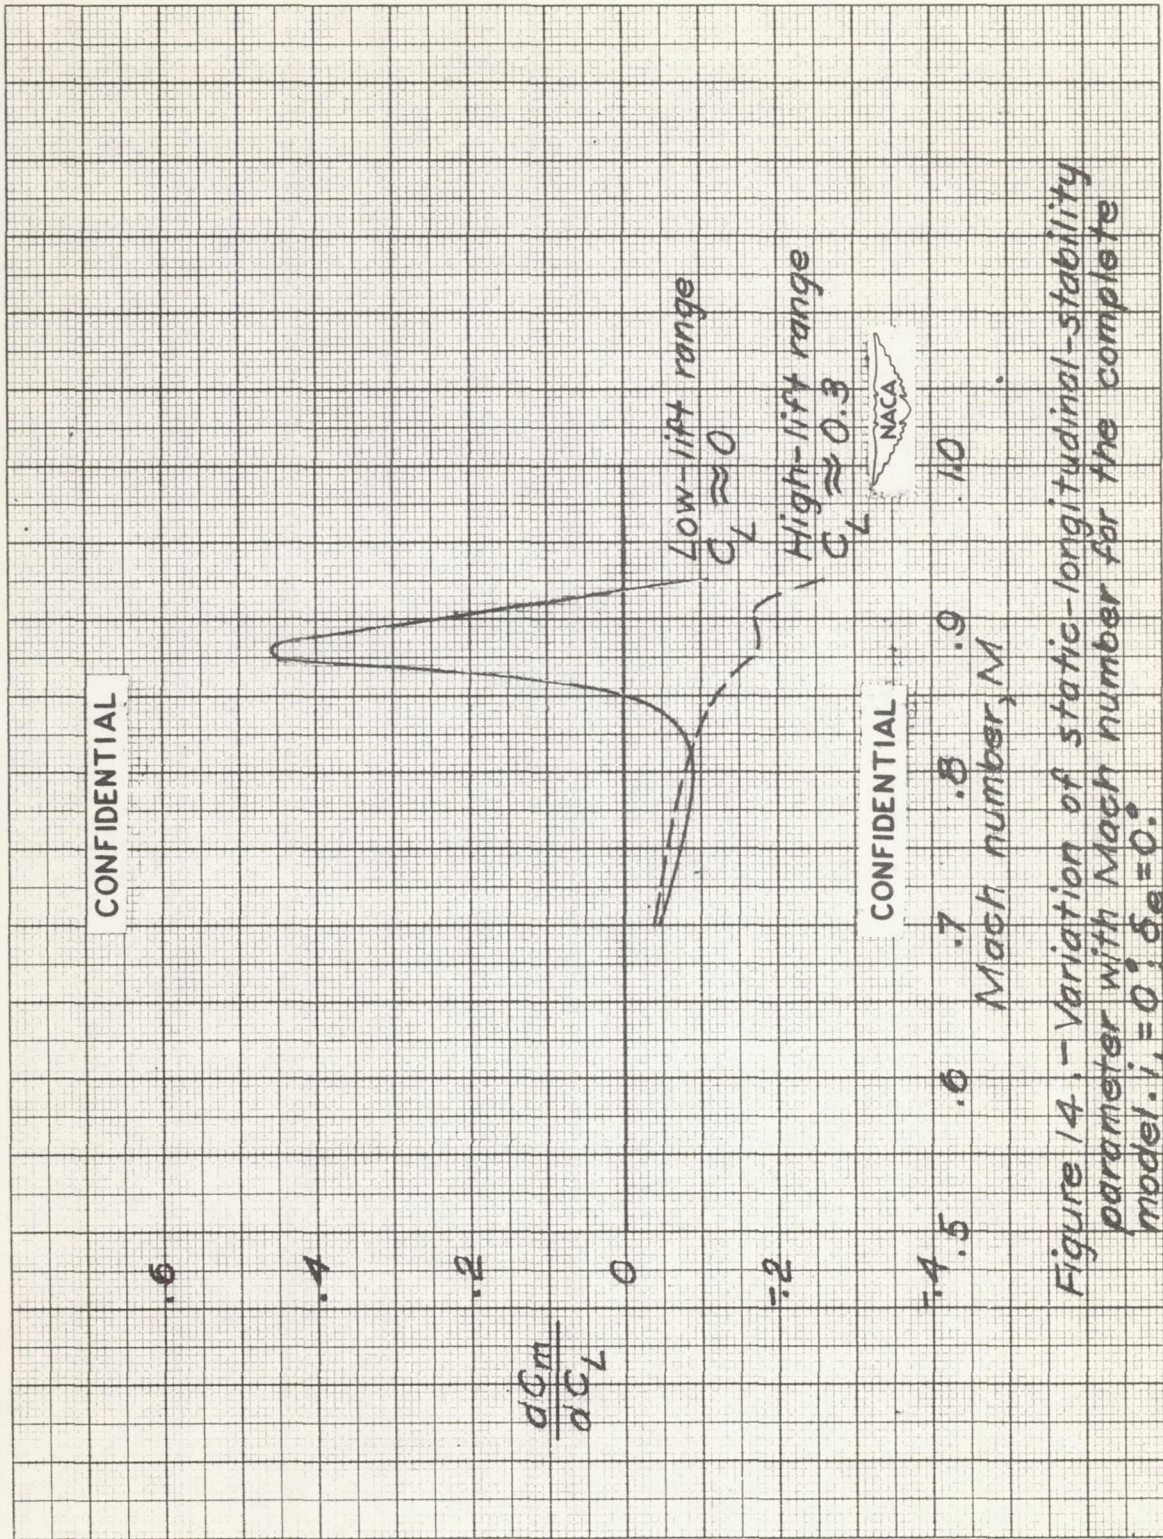 CONFIDENTIAL
.6
.4
.2
0
-.2
-.4
dCm
dCL
Low-lift range
CL ≈ 0
High-lift range
CL ≈ 0.3
NACA
CONFIDENTIAL
.5 .6 .7 .8 .9 1.0
Mach number, M
Figure 14.- Variation of static-longitudinal-stability
parameter with Mach number for the complete
model. i =0°; δe =0°.